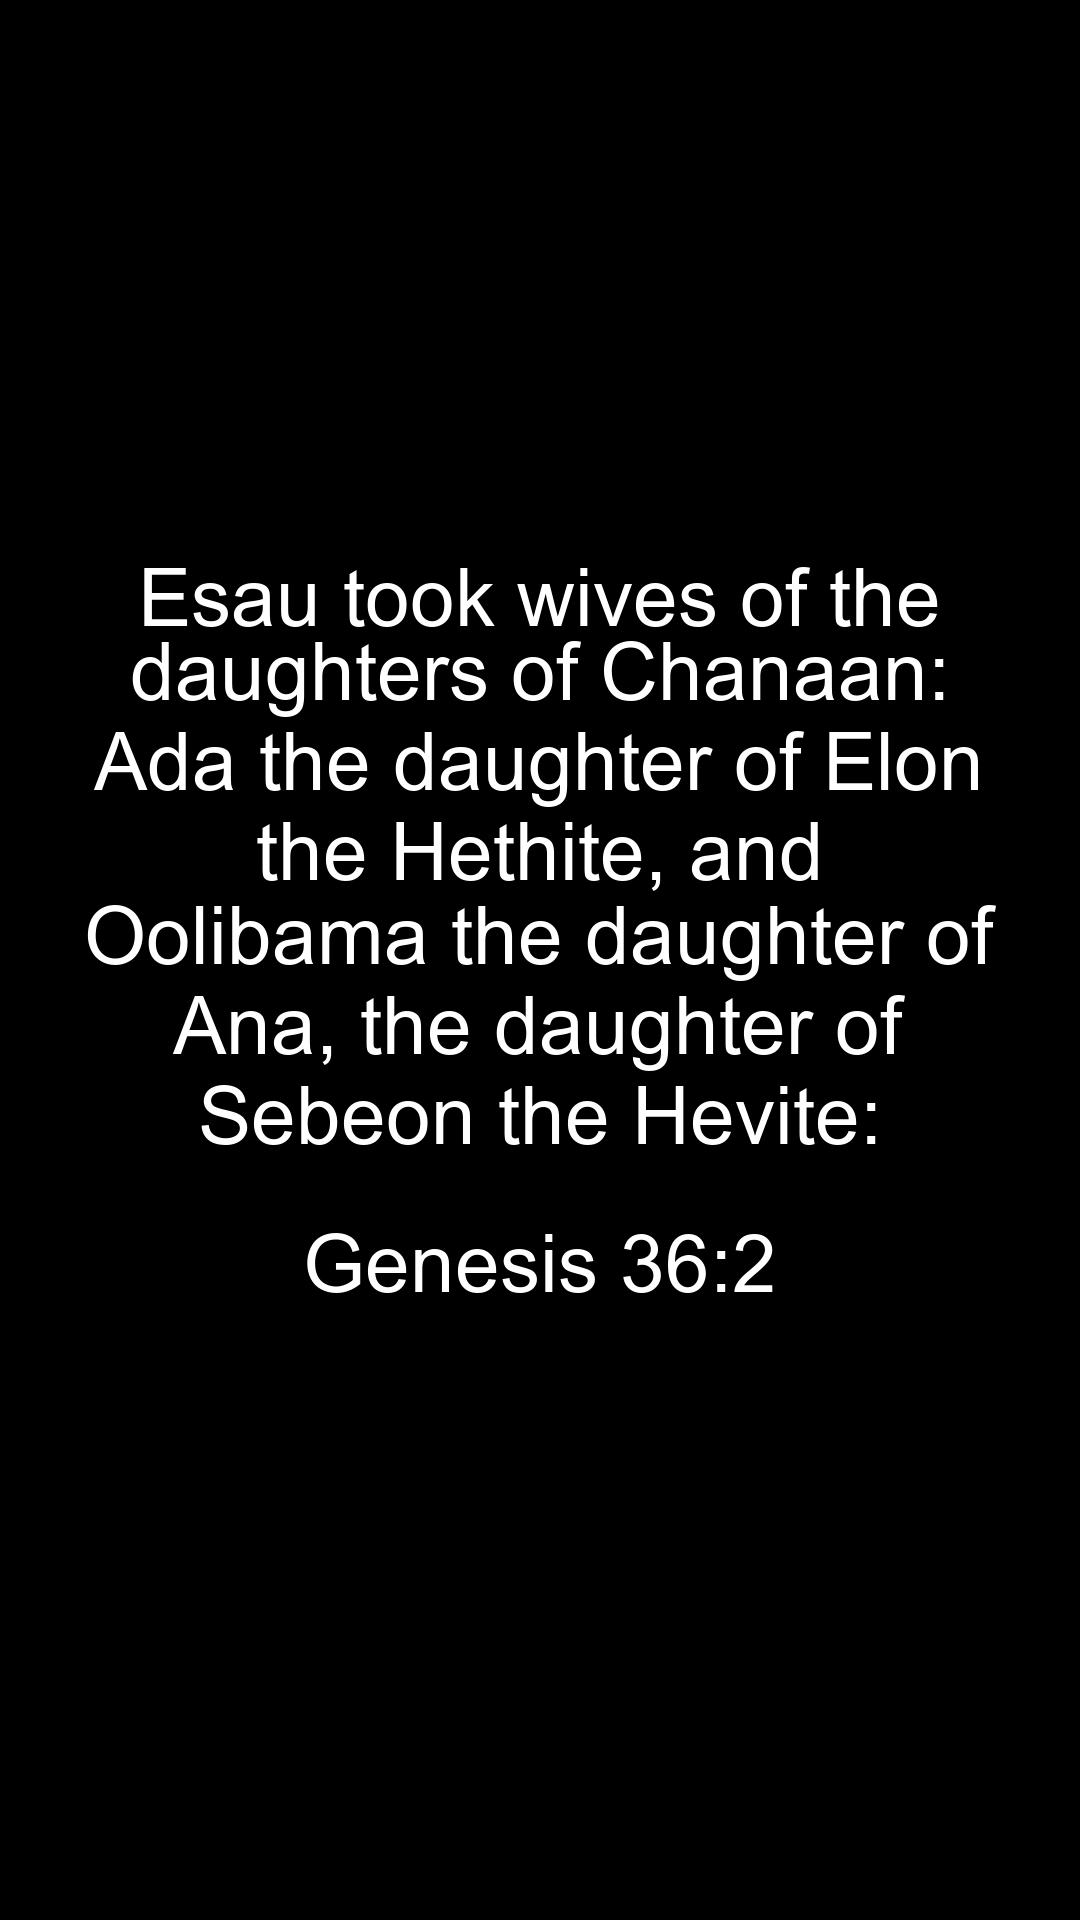 Esau took wives of the
daughters of Chanaan:
Ada the daughter of Elon
the Hethite, and
Oolibama the daughter of
Ana, the daughter of
Sebeon the Hevite:
Genesis 36:2